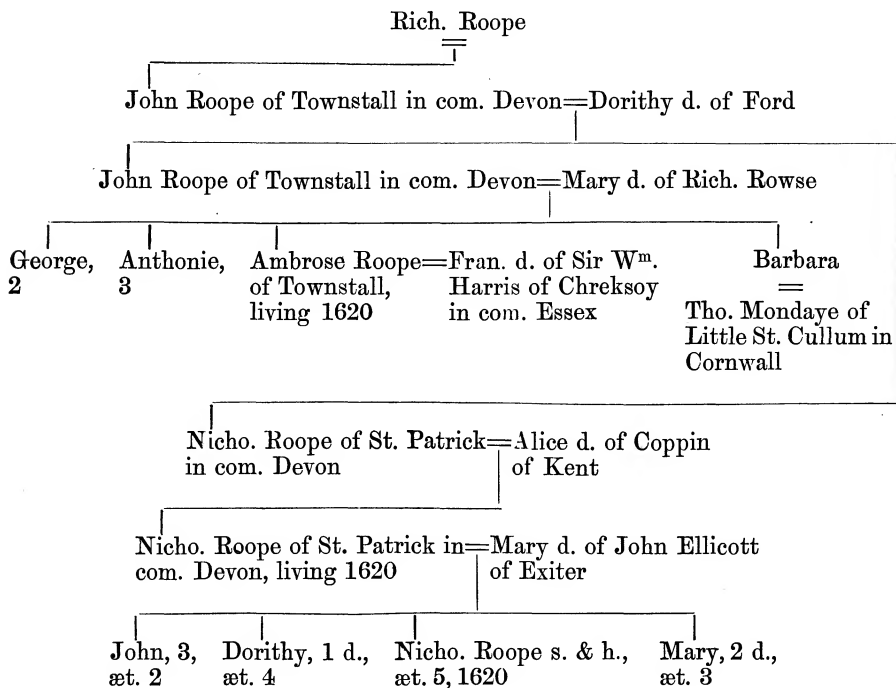 Rich. Roope
John Roope of Townstall in com. Devon=Dorithy d. of Ford
John Roope of Townstall in com. Devon=Mary d. of Rich. Rowse
George,
2
Anthonie,
3
Ambrose Roope=Fran. d. of Sir Wm.
of Townstall, Harris of Chreksoy
living 1620 in com. Essex
Barbara
=
Tho. Mondaye of
Little St. Cullum in
Cornwall
Nicho. Roope of St. Patrick=Alice d. of Coppin
in com. Devon of Kent
Nicho. Roope of St. Patrick in=Mary d. of John Ellicott
com. Devon, living 1620 of Exiter
John, 3,
æt. 2
Dorithy, 1 d.,
æt. 4
Nicho. Roope s. & h.,
æt. 5, 1620
Mary, 2 d.,
æt. 3